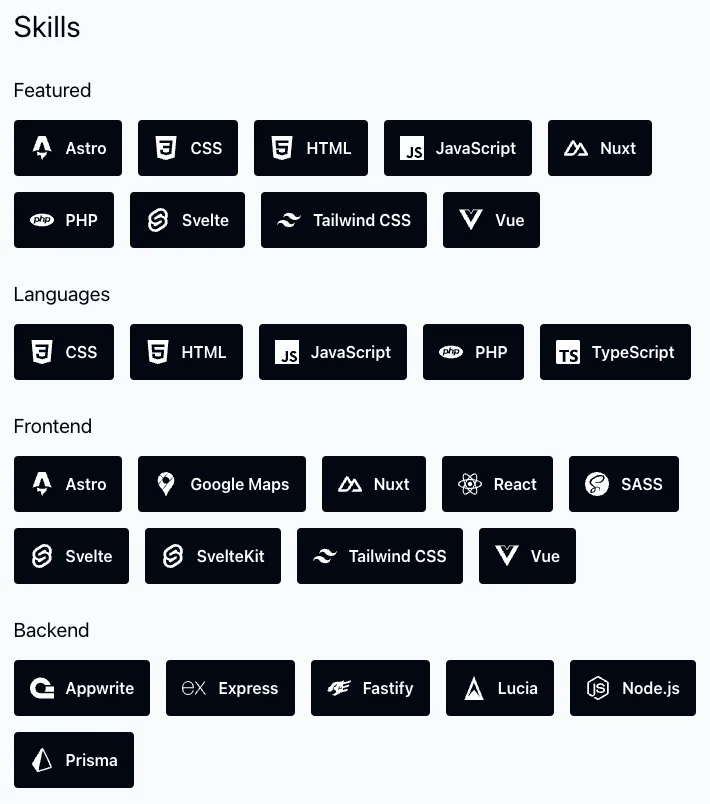 Skills
Featured
Astro CSS HTML JS JavaScript Nuxt
php PHP Svelte Tailwind CSS Vue
Languages
CSS HTML JS JavaScript php PHP TS TypeScript
Frontend
Astro Google Maps Nuxt React SASS
Svelte SvelteKit Tailwind CSS Vue
Backend
Appwrite ex Express Fastify Lucia JS Node.js
Prisma